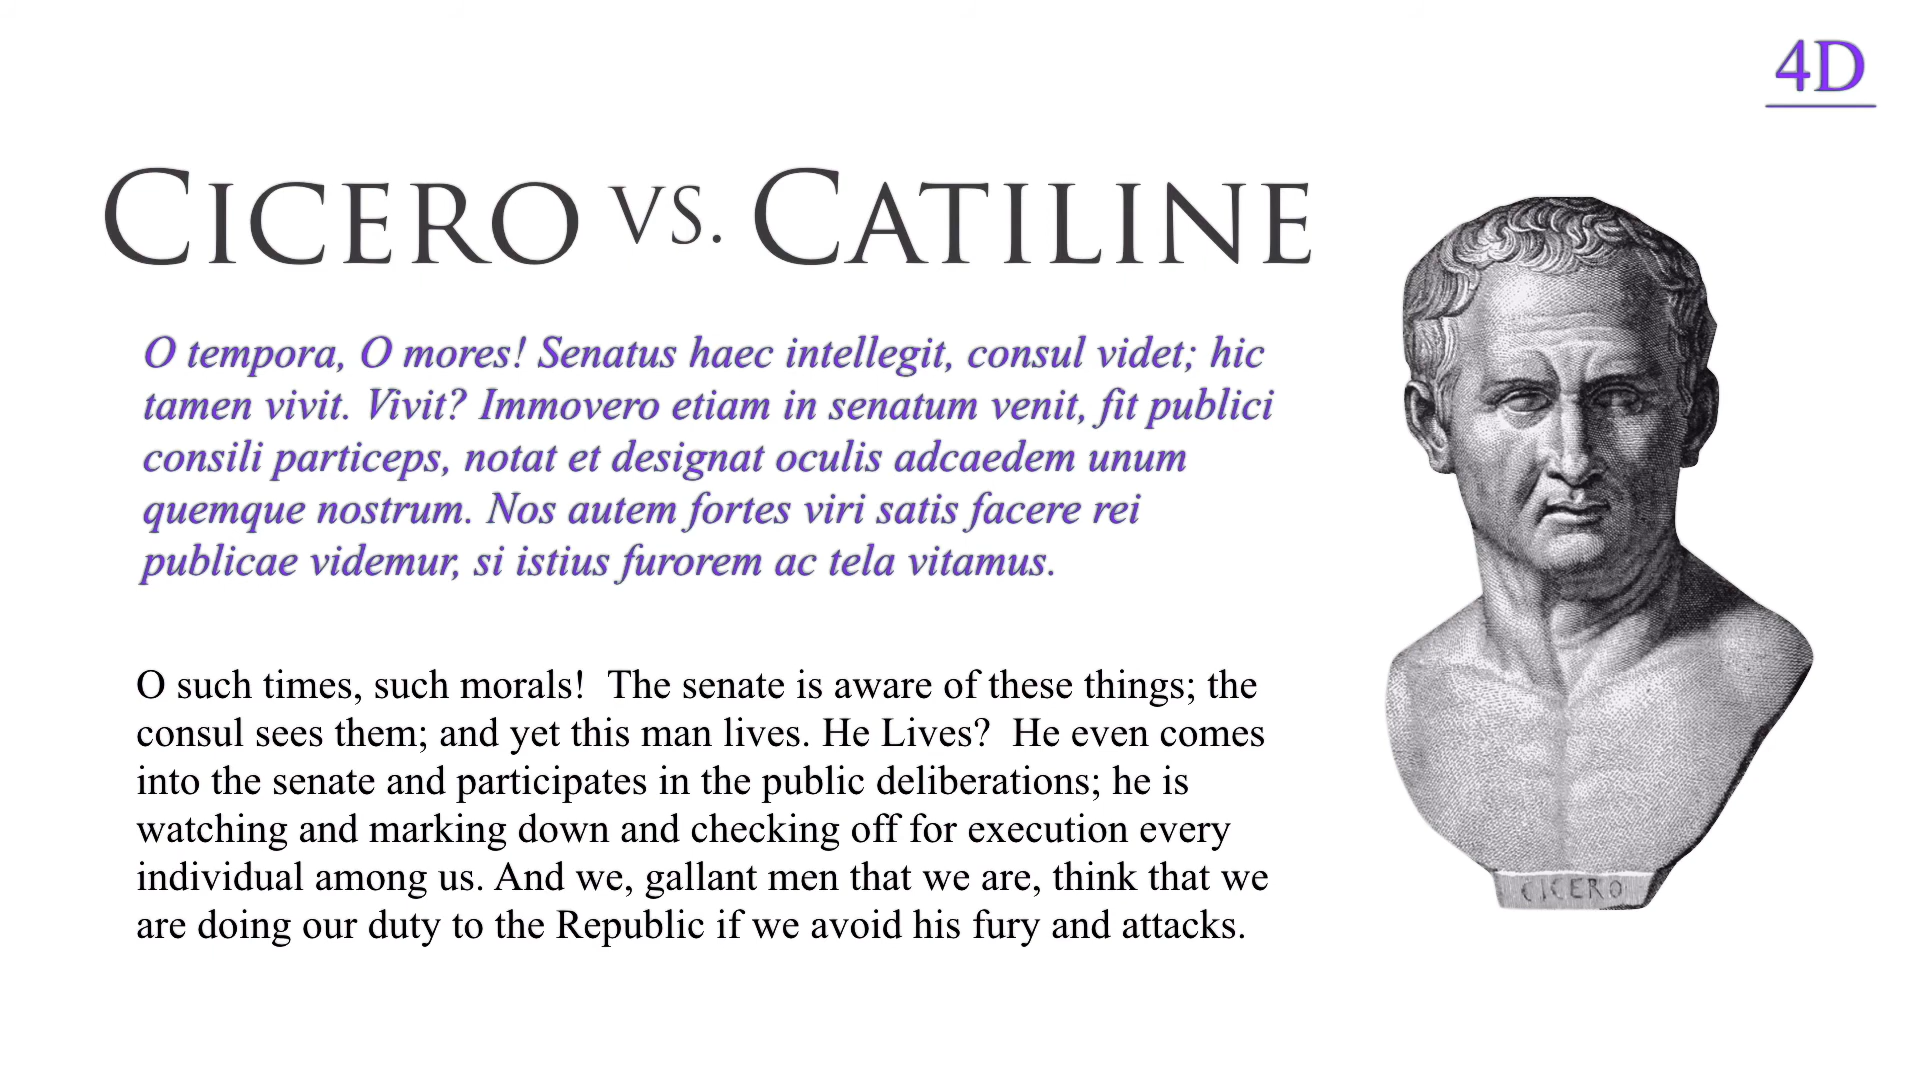 4D
CICERO VS. CATILINE
O tempora, O mores! Senatus haec intellegit, consul videt; hic
tamen vivit. Vivit? Immovero etiam in senatum venit, fit publici
consili particeps, notat et designat oculis adcaedem unum
quemque nostrum. Nos autem fortes viri satis facere rei
publicae videmur, si istius furorem ac tela vitamus.
O such times, such morals!  The senate is aware of these things; the
consul sees them; and yet this man lives. He Lives?  He even comes
into the senate and participates in the public deliberations; he is
watching and marking down and checking off for execution every
individual among us. And we, gallant men that we are, think that we
are doing our duty to the Republic if we avoid his fury and attacks.
CICERO